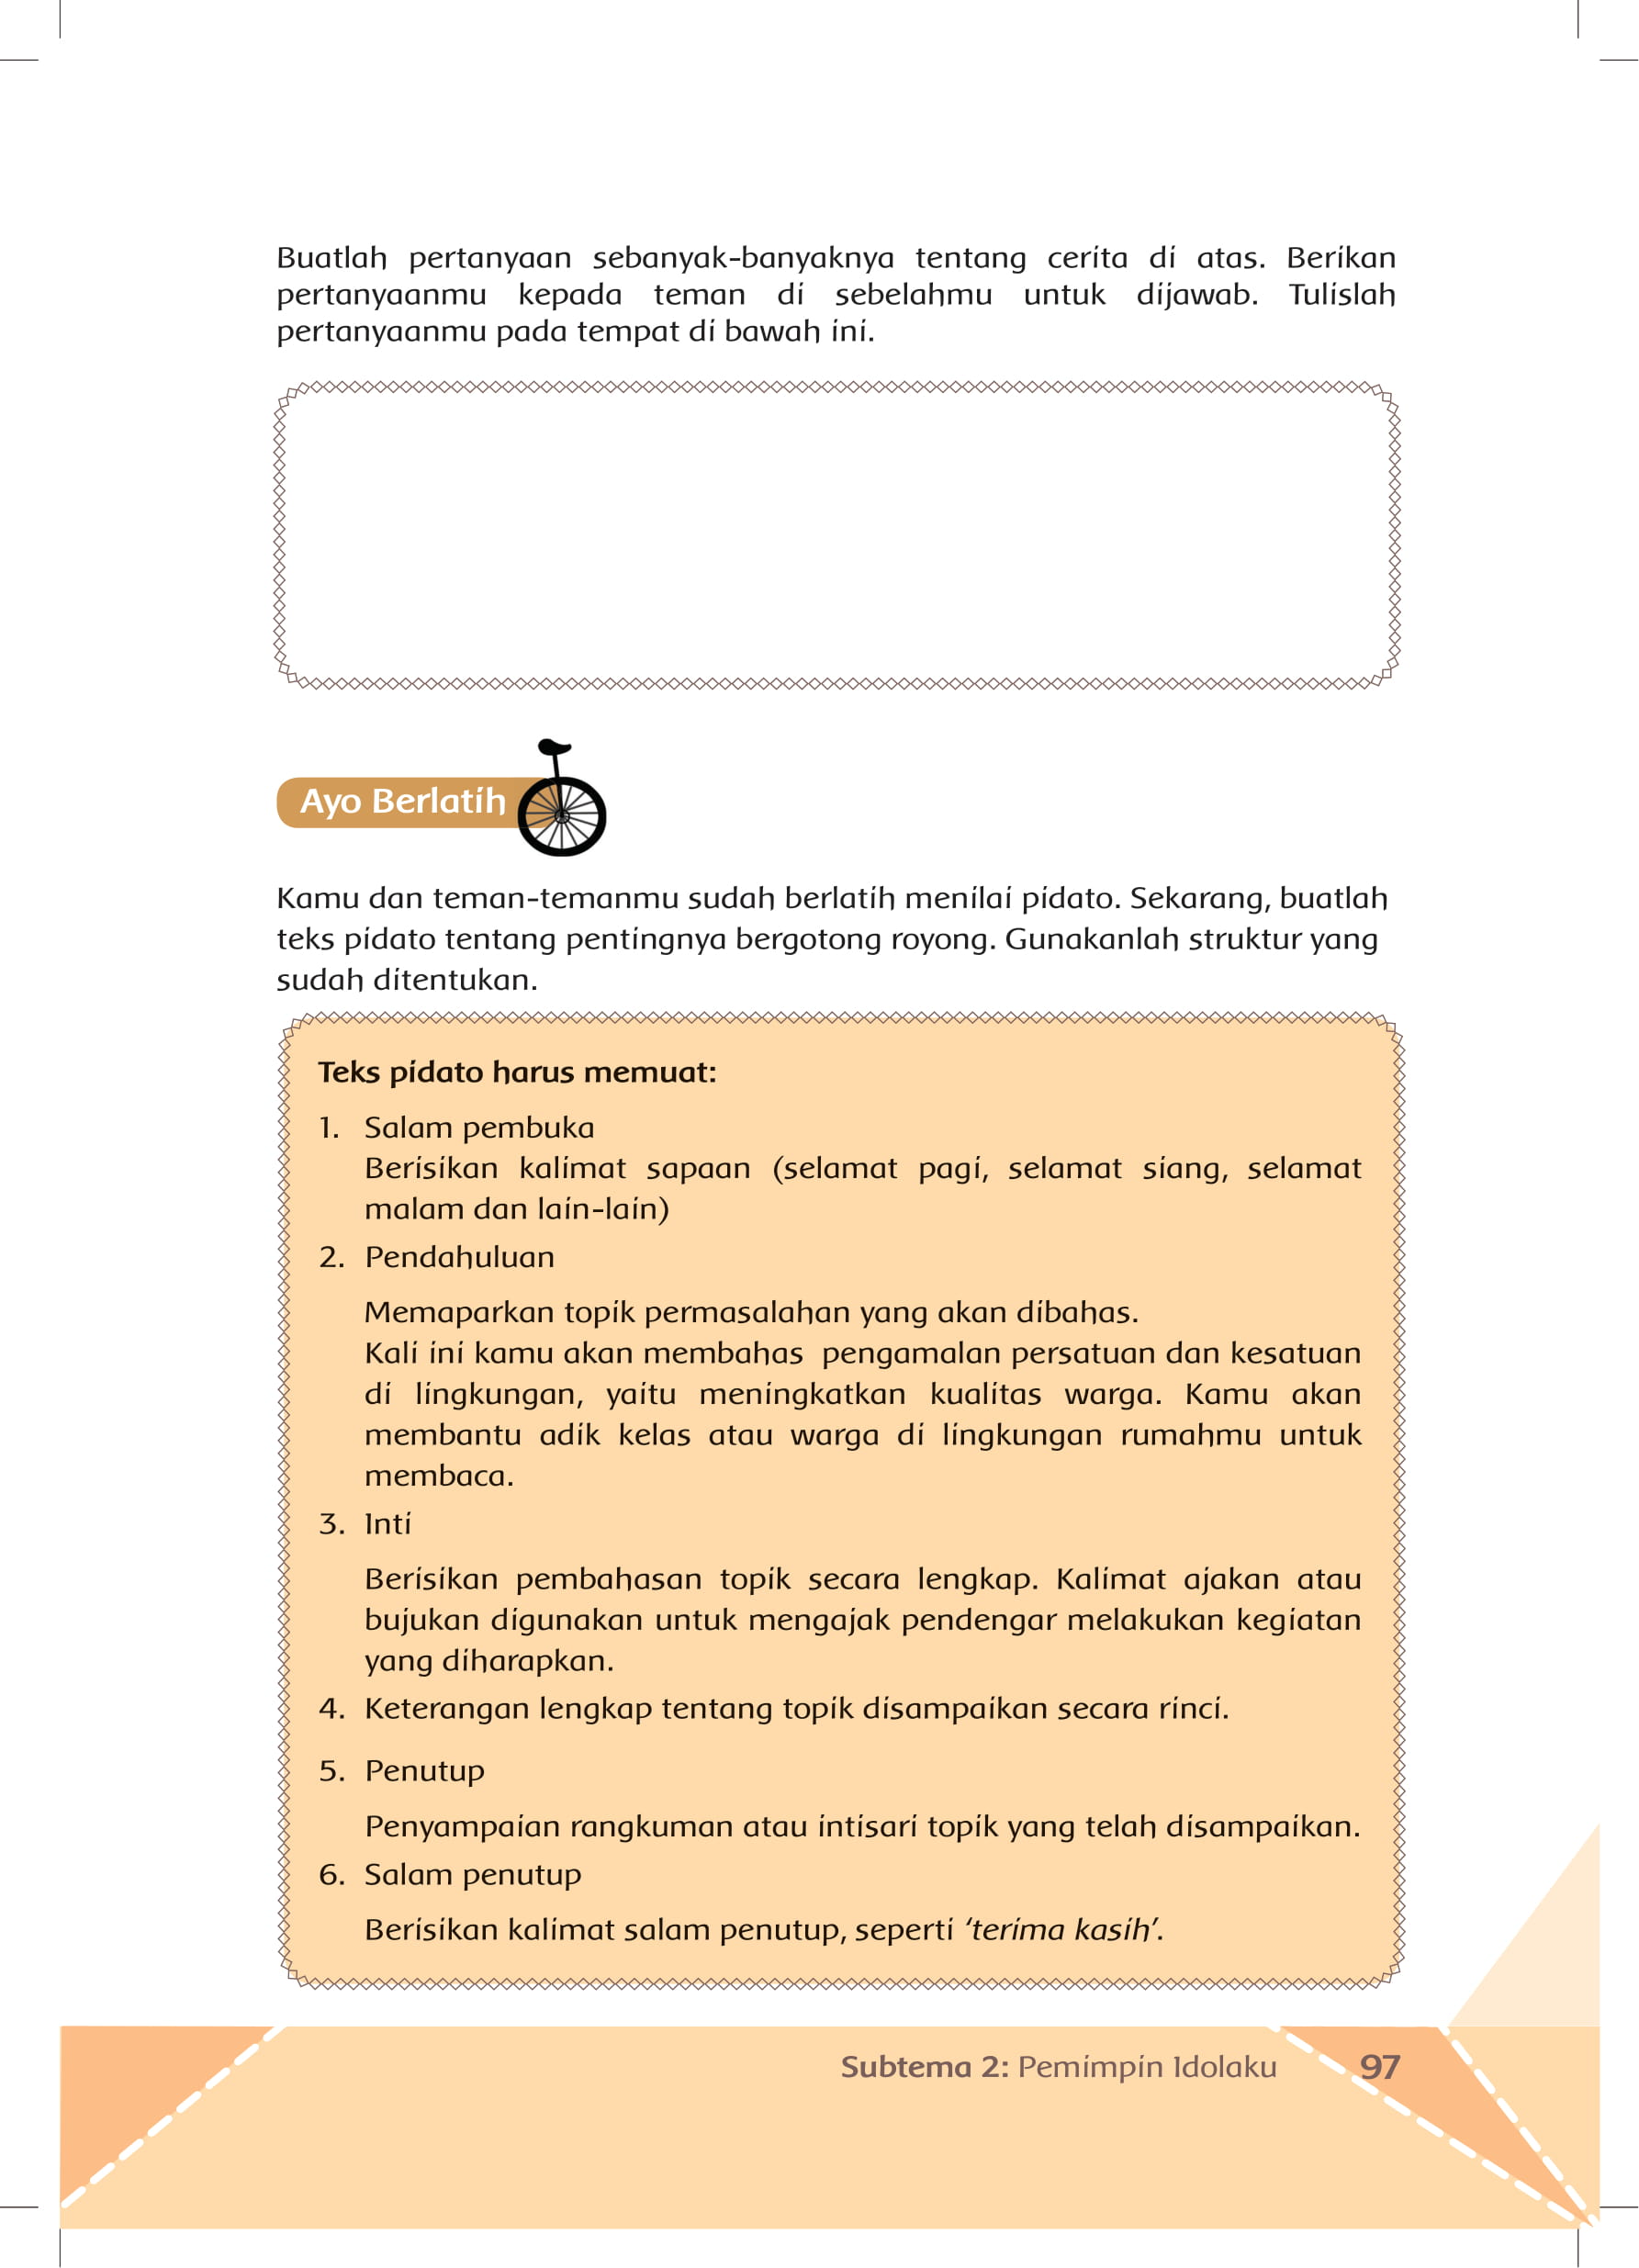 Buatlah pertanyaan sebanyak-banyaknya tentang cerita di atas. Berikan
pertanyaanmu kepada teman di sebelahmu untuk dijawab. Tulislah
pertanyaanmu pada tempat di bawah ini.
Ayo Berlatih
Kamu dan teman-temanmu sudah berlatih menilai pidato. Sekarang, buatlah
teks pidato tentang pentingnya bergotong royong. Gunakanlah struktur yang
sudah ditentukan.
Teks pidato harus memuat:
1. Salam pembuka
Berisikan kalimat sapaan (selamat pagi, selamat siang, selamat
malam dan lain-lain)
2. Pendahuluan
Memaparkan topik permasalahan yang akan dibahas.
Kali ini kamu akan membahas pengamalan persatuan dan kesatuan
di lingkungan, yaitu meningkatkan kualitas warga. Kamu akan
membantu adik kelas atau warga di lingkungan rumahmu untuk
membaca.
3. Inti
Berisikan pembahasan topik secara lengkap. Kalimat ajakan atau
bujukan digunakan untuk mengajak pendengar melakukan kegiatan
yang diharapkan.
4. Keterangan lengkap tentang topik disampaikan secara rinci.
5. Penutup
Penyampaian rangkuman atau intisari topik yang telah disampaikan.
6. Salam penutup
Berisikan kalimat salam penutup, seperti ‘terima kasih’.
Subtema 2: Pemimpin Idolaku 97